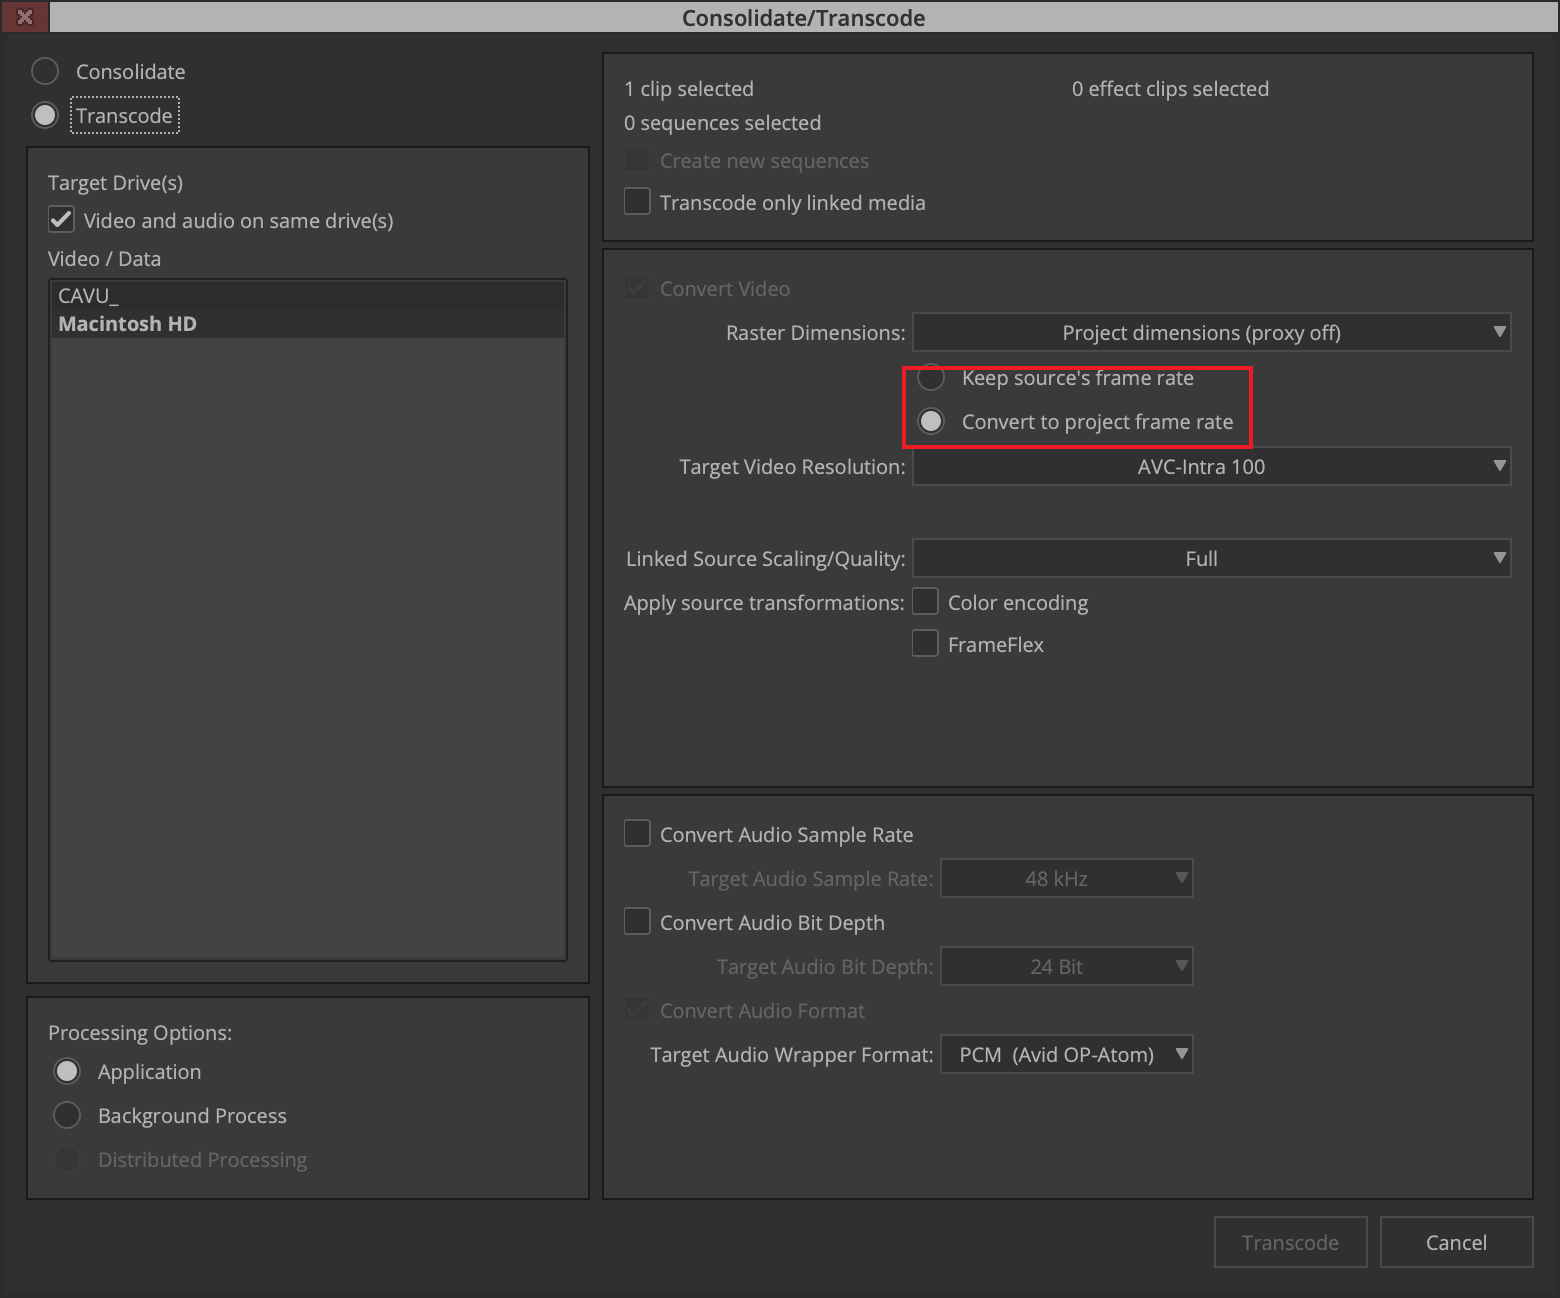 Consolidate/Transcode
Consolidate
Transcode
Target Drive(s)
Video and audio on same drive(s)
Video / Data
CAVU_
Macintosh HD
Processing Options:
Application
Background Process
Distributed Processing
1 clip selected
0 effect clips selected
0 sequences selected
Create new sequences
Transcode only linked media
Convert Video
Raster Dimensions: Project dimensions (proxy off)
Keep source's frame rate
Convert to project frame rate
Target Video Resolution: AVC-Intra 100
Linked Source Scaling/Quality: Full
Apply source transformations: Color encoding
FrameFlex
Convert Audio Sample Rate
Target Audio Sample Rate: 48 kHz
Convert Audio Bit Depth
Target Audio Bit Depth: 24 Bit
Convert Audio Format
Target Audio Wrapper Format: PCM (Avid OP-Atom)
Transcode
Cancel